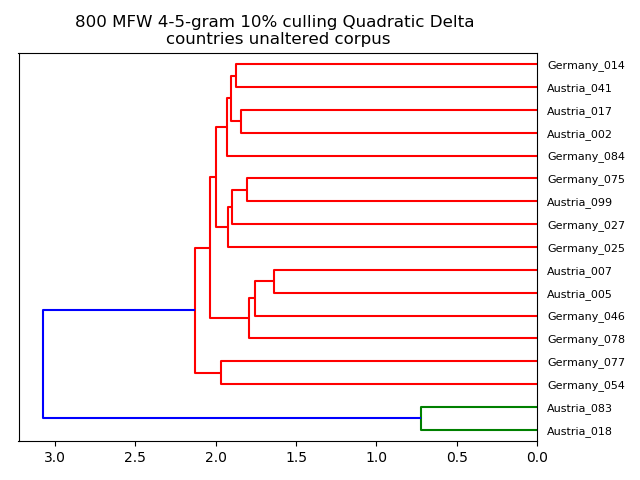 800 MFW 4-5-gram 10% culling Quadratic Delta
countries unaltered corpus
Germany_014
Austria_041
Austria_017
Austria_002
Germany_084
Germany_075
Austria_099
Germany_027
Germany_025
Austria_007
Austria_005
Germany_046
Germany_078
Germany_077
Germany_054
Austria_083
Austria_018
3.0 2.5 2.0 1.5 1.0 0.5 0.0